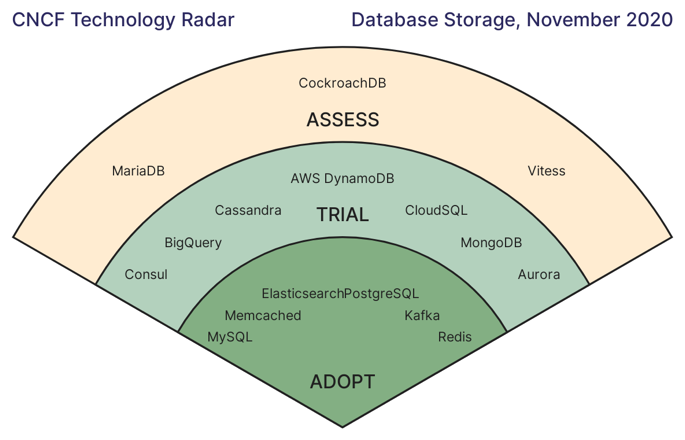 CNCF Technology Radar
Database Storage, November 2020
CockroachDB
ASSESS
MariaDB
Vitess
AWS DynamoDB
Cassandra
TRIAL
CloudSQL
BigQuery
MongoDB
Consul
Aurora
ElasticsearchPostgreSQL
Memcached
Kafka
MySQL
Redis
ADOPT